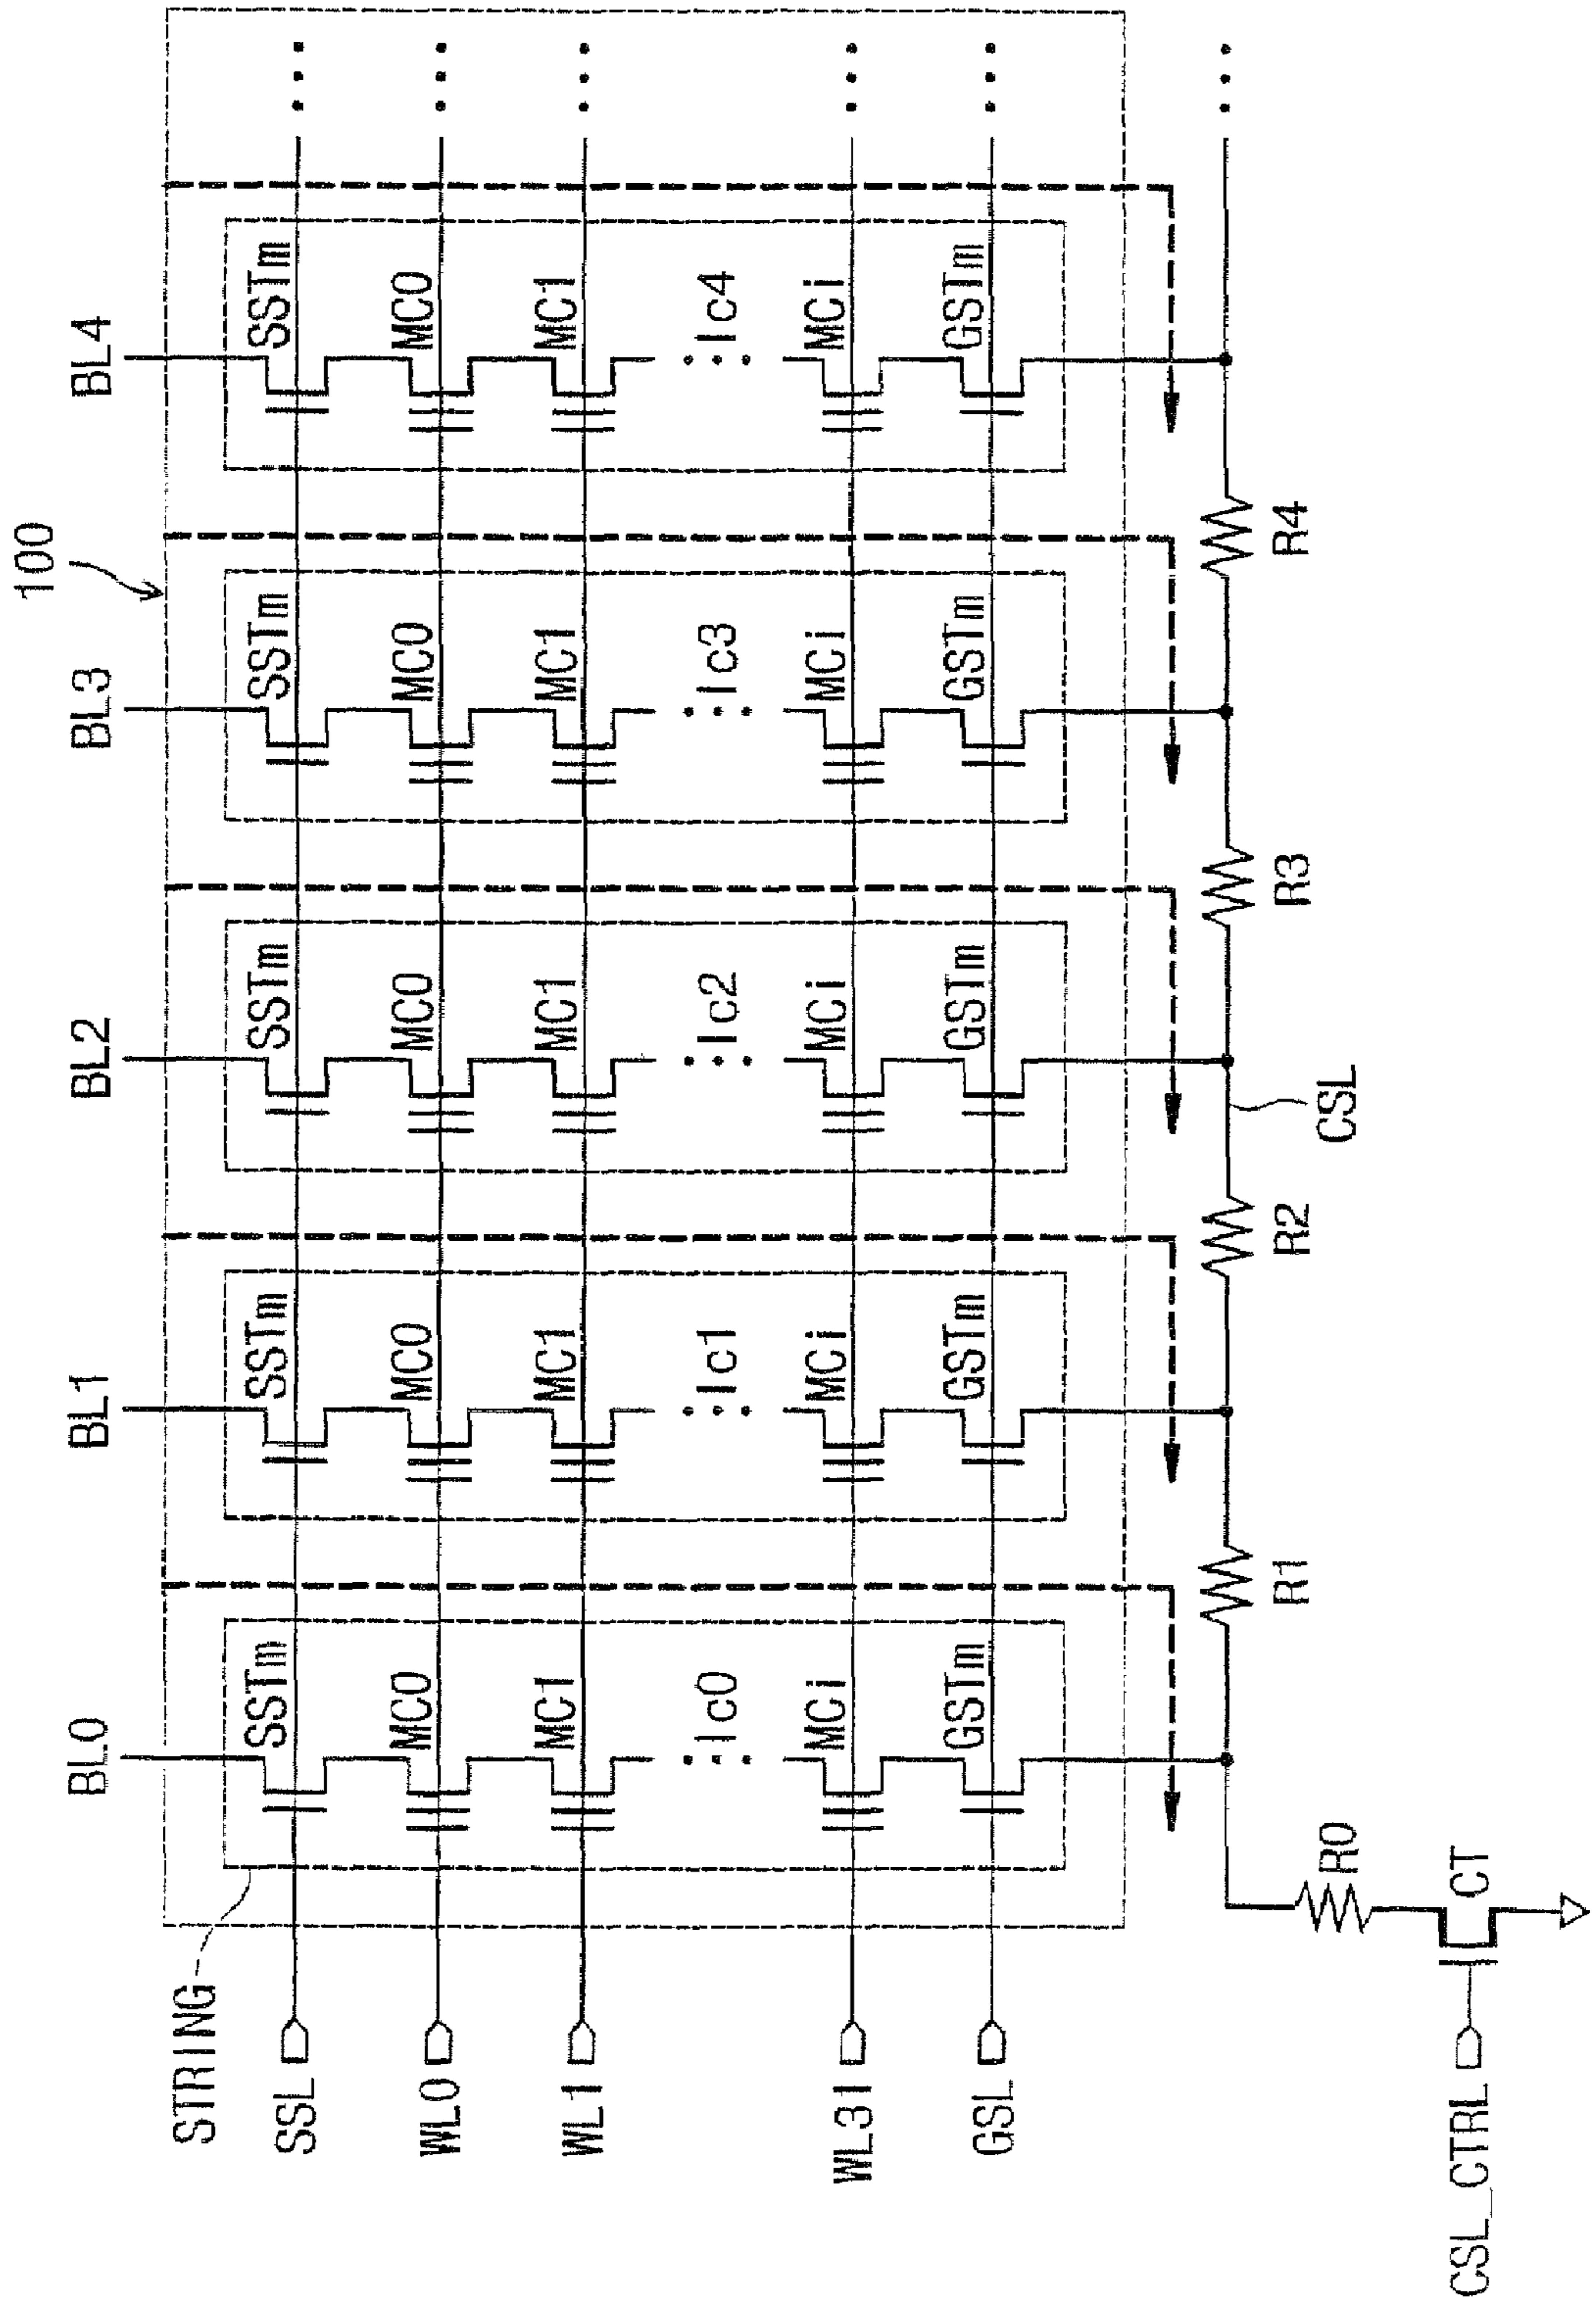 100
BL0 BL1 BL2 BL3 BL4
STRING
SSTm SSTm SSTm SSTm SSTm
SSL
MC0 MC0 MC0 MC0 MC0
WL0
MC1 MC1 MC1 MC1 MC1
WL1
Ic0 Ic1 Ic2 Ic3 Ic4
MCi MCi MCi MCi MCi
WL31
GSTm GSTm GSTm GSTm GSTm
GSL
R1 R2 R3 R4
CSL
R0
CT
CSL_CTRL